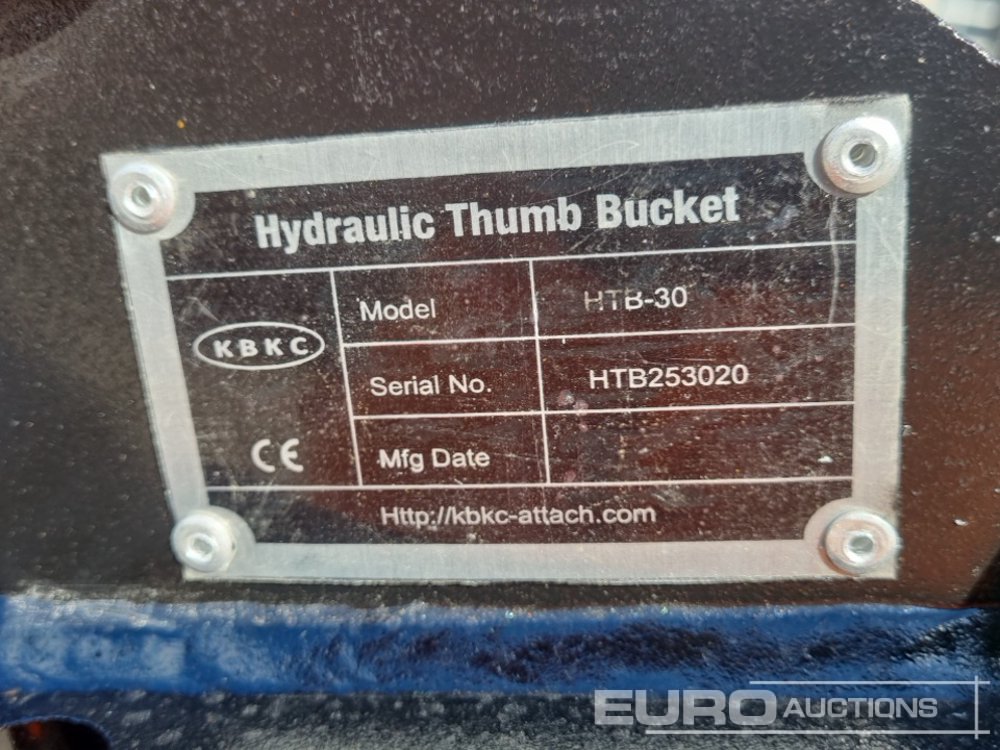 Hydraulic Thumb Bucket
KBKC
Model HTB-30
Serial No. HTB253020
CE
Mfg Date
Http://kbkc-attach.com
EURO AUCTIONS